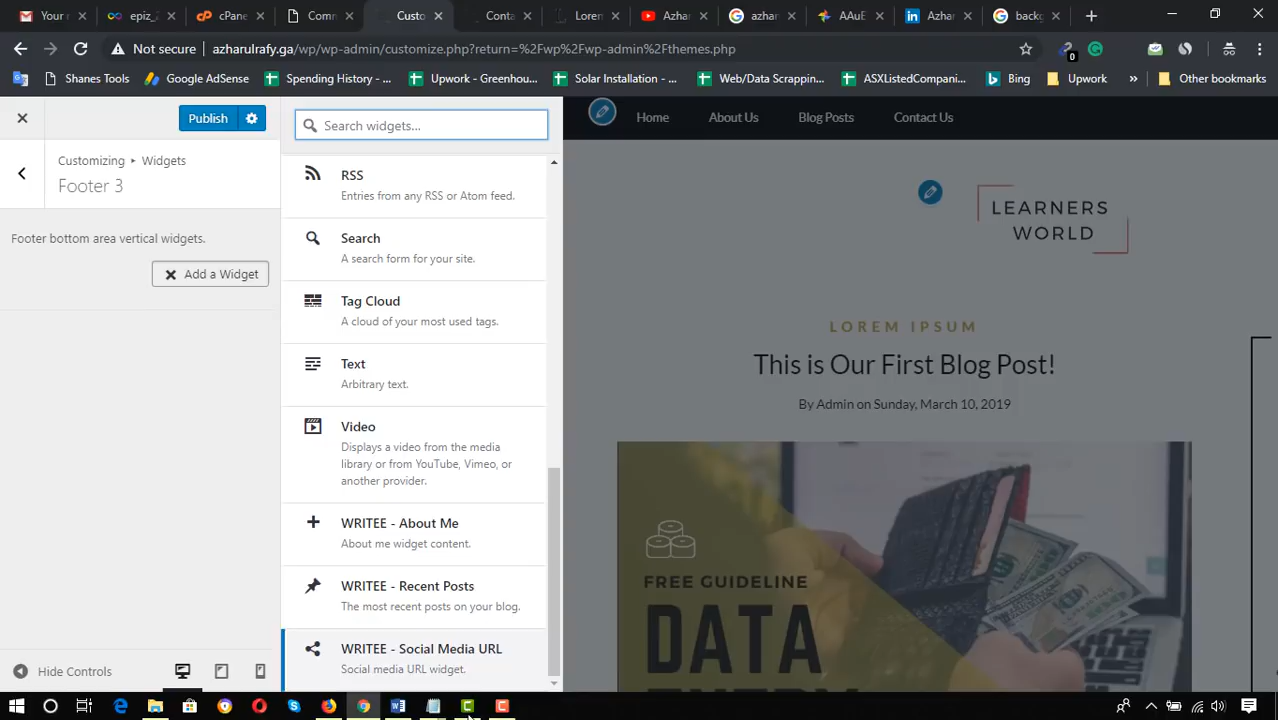 Your
epiz_
cPane
Comm
Custo
Conta
Loren
Azhar
azhar
AAuE
Azhar
backg
Not secure
azharulrafy.ga/wp/wp-admin/customize.php?return=%2Fwp%2Fwp-admin%2Fthemes.php
0
Shanes Tools
Google AdSense
Spending History - ...
Upwork - Greenhou...
Solar Installation - ...
Web/Data Scrappin...
ASXListedCompani...
Bing
Upwork
»
Other bookmarks
Publish
Search widgets...
Home
About Us
Blog Posts
Contact Us
Customizing ▸ Widgets
Footer 3
Footer bottom area vertical widgets.
Add a Widget
RSS
Entries from any RSS or Atom feed.
Search
A search form for your site.
Tag Cloud
A cloud of your most used tags.
Text
Arbitrary text.
Video
Displays a video from the media
library or from YouTube, Vimeo, or
another provider.
WRITEE - About Me
About me widget content.
WRITEE - Recent Posts
The most recent posts on your blog.
WRITEE - Social Media URL
Social media URL widget.
Hide Controls
LEARNERS
WORLD
LOREM IPSUM
This is Our First Blog Post!
By Admin on Sunday, March 10, 2019
FREE GUIDELINE
DATA
ENTRY